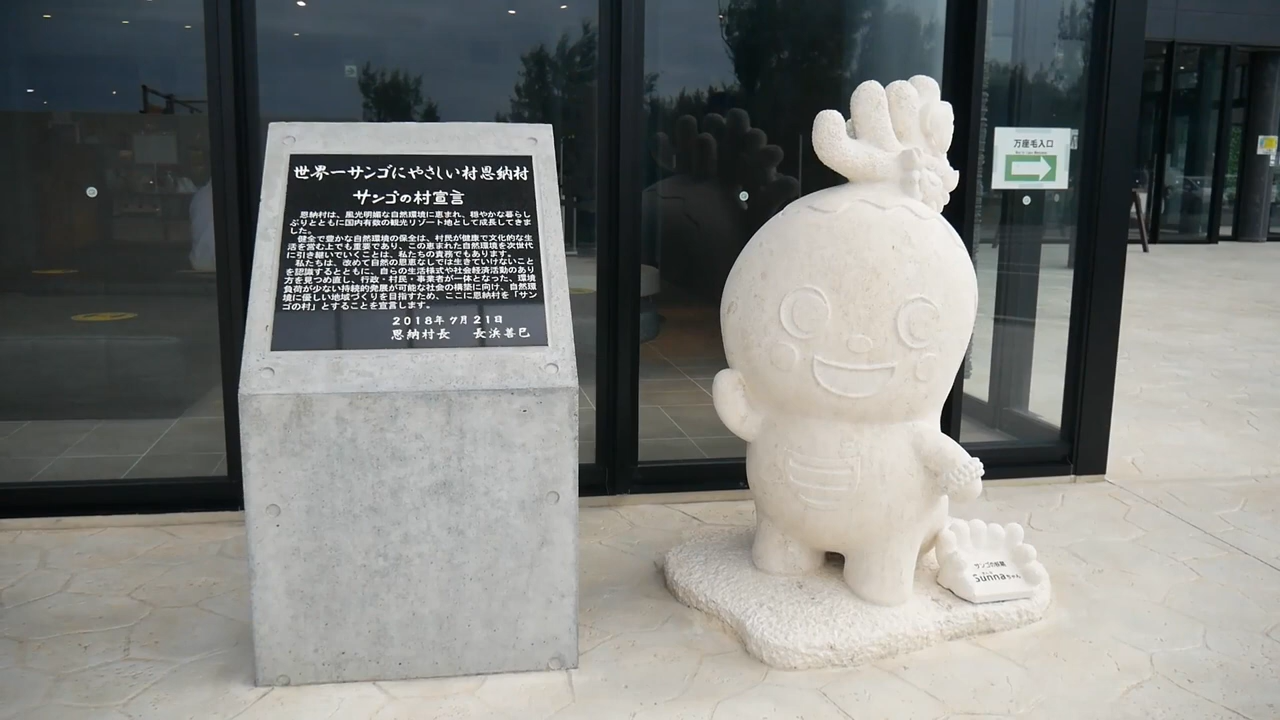 世界一サンゴにやさしい村恩納村
サンゴの村宣言
恩納村は、風光明媚な自然環境に恵まれ、穏やかな暮らし
ぶりとともに国内有数の観光リゾート地として成長してきま
した。
健全で豊かな自然環境の保全は、村民が健康で文化的な生
活を営む上でも重要であり、この恵まれた自然環境を次世代
に引き継いでいくことは、私たちの責務でもあります。
私たちは、改めて自然の恩恵なしでは生きていけないこと
を認識するとともに、自らの生活様式や社会経済活動のあり
方を見つめ直し、行政・村民・事業者が一体となった、環境
負荷が少ない持続的発展が可能な社会の構築に向け、自然環
境に優しい地域づくりを目指すため、ここに恩納村を「サン
ゴの村」とすることを宣言します。
2018年7月21日
恩納村長 長浜善巳
万座毛入口
サンゴの妖精
Sunnaちゃん